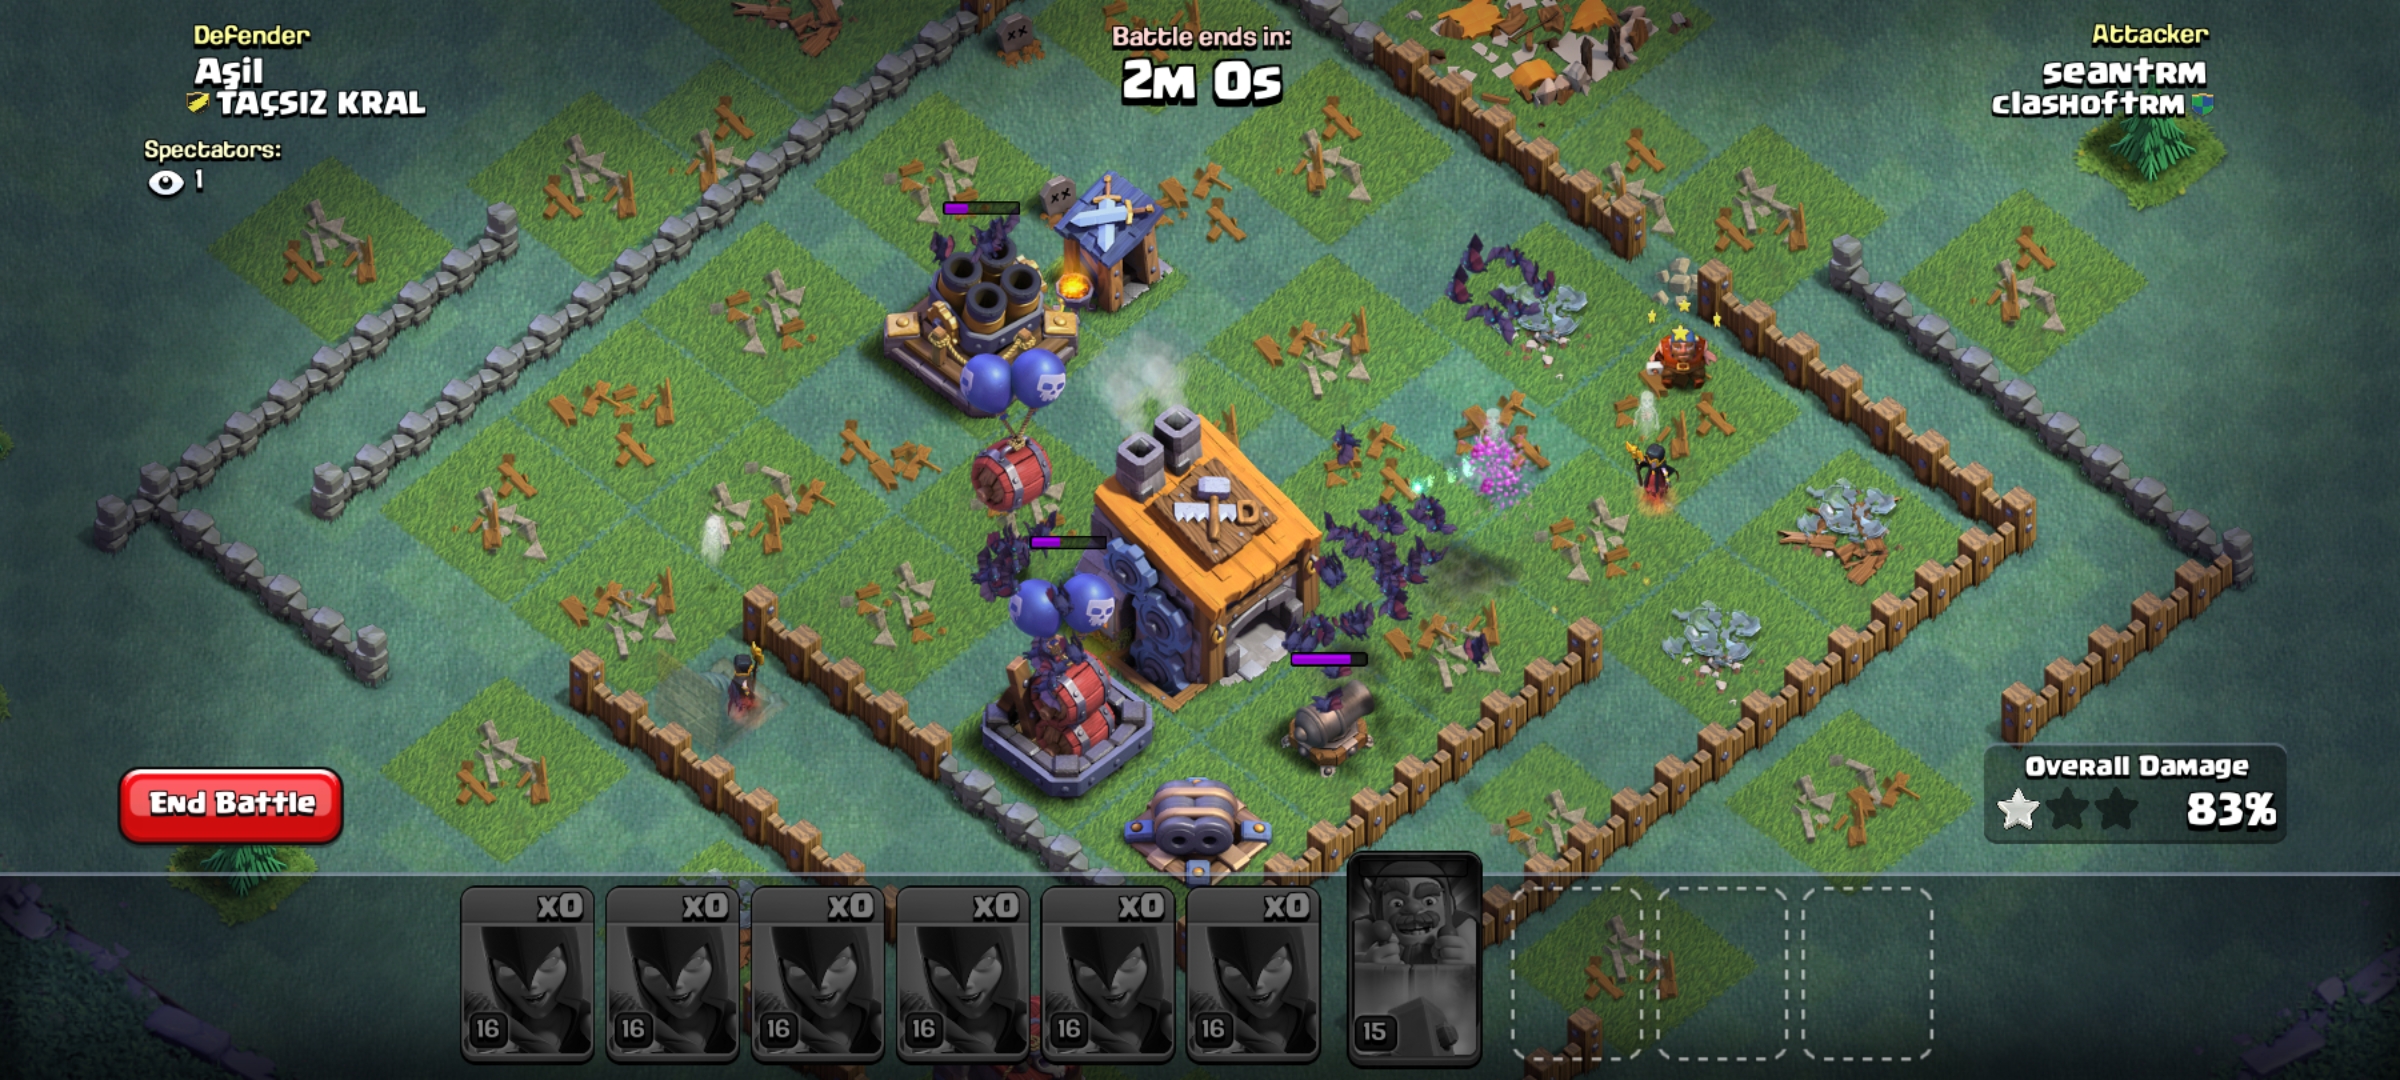 Defender
Aşil
TAÇSIZ KRAL
Spectators:
1
Battle ends in:
2M 0s
Attacker
seantRM
clashoftRM
End Battle
Overall Damage
83%
x0
x0
x0
x0
x0
x0
16
16
16
16
16
16
15